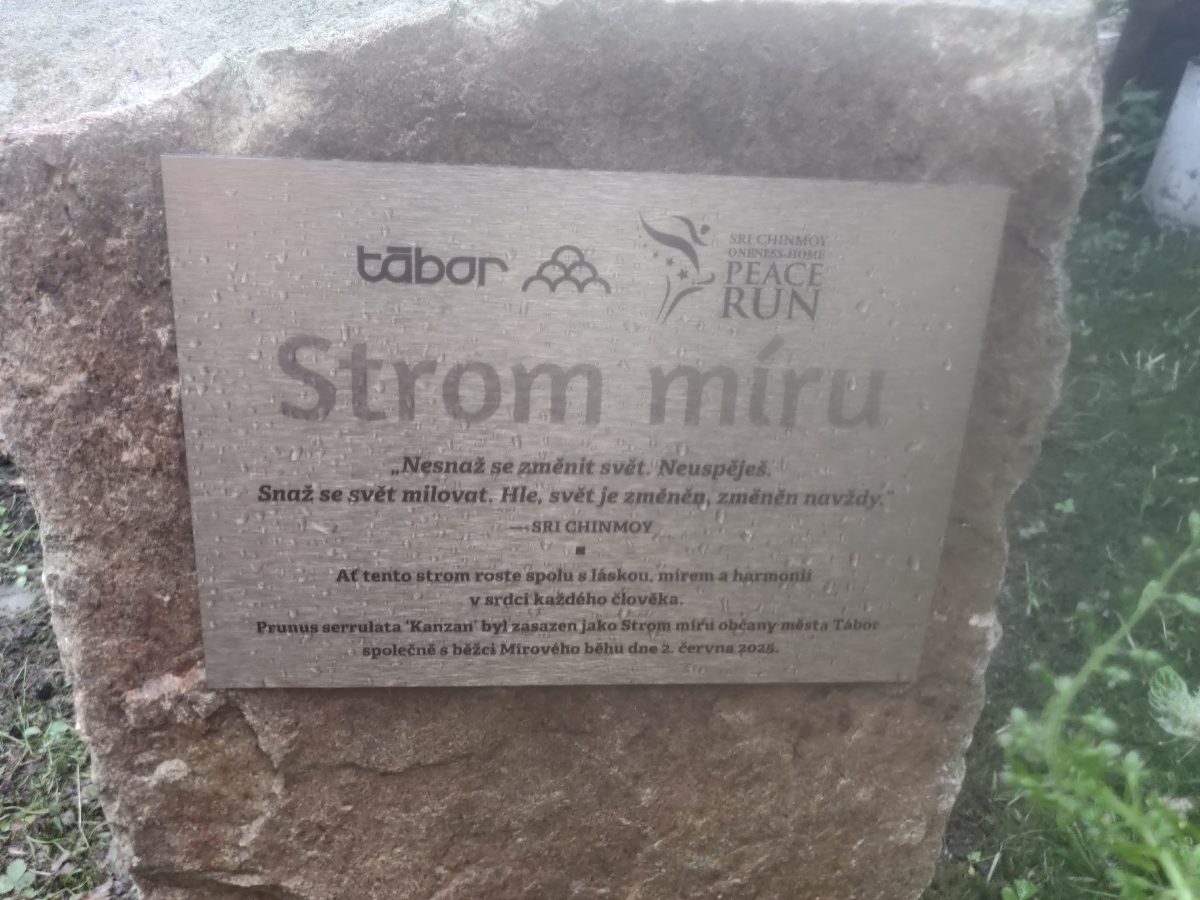 tábor
SRI CHINMOY
ONENESS-HOME
PEACE
RUN
Strom míru
„Nesnaž se změnit svět. Neuspěješ.
Snaž se svět milovat. Hle, svět je změněn, změněn navždy.“
— SRI CHINMOY
Ať tento strom roste spolu s láskou, mírem a harmonií
v srdci každého člověka.
Prunus serrulata 'Kanzan' byl zasazen jako Strom míru občany města Tábor
společně s běžci Mírového běhu dne 2. června 2025.